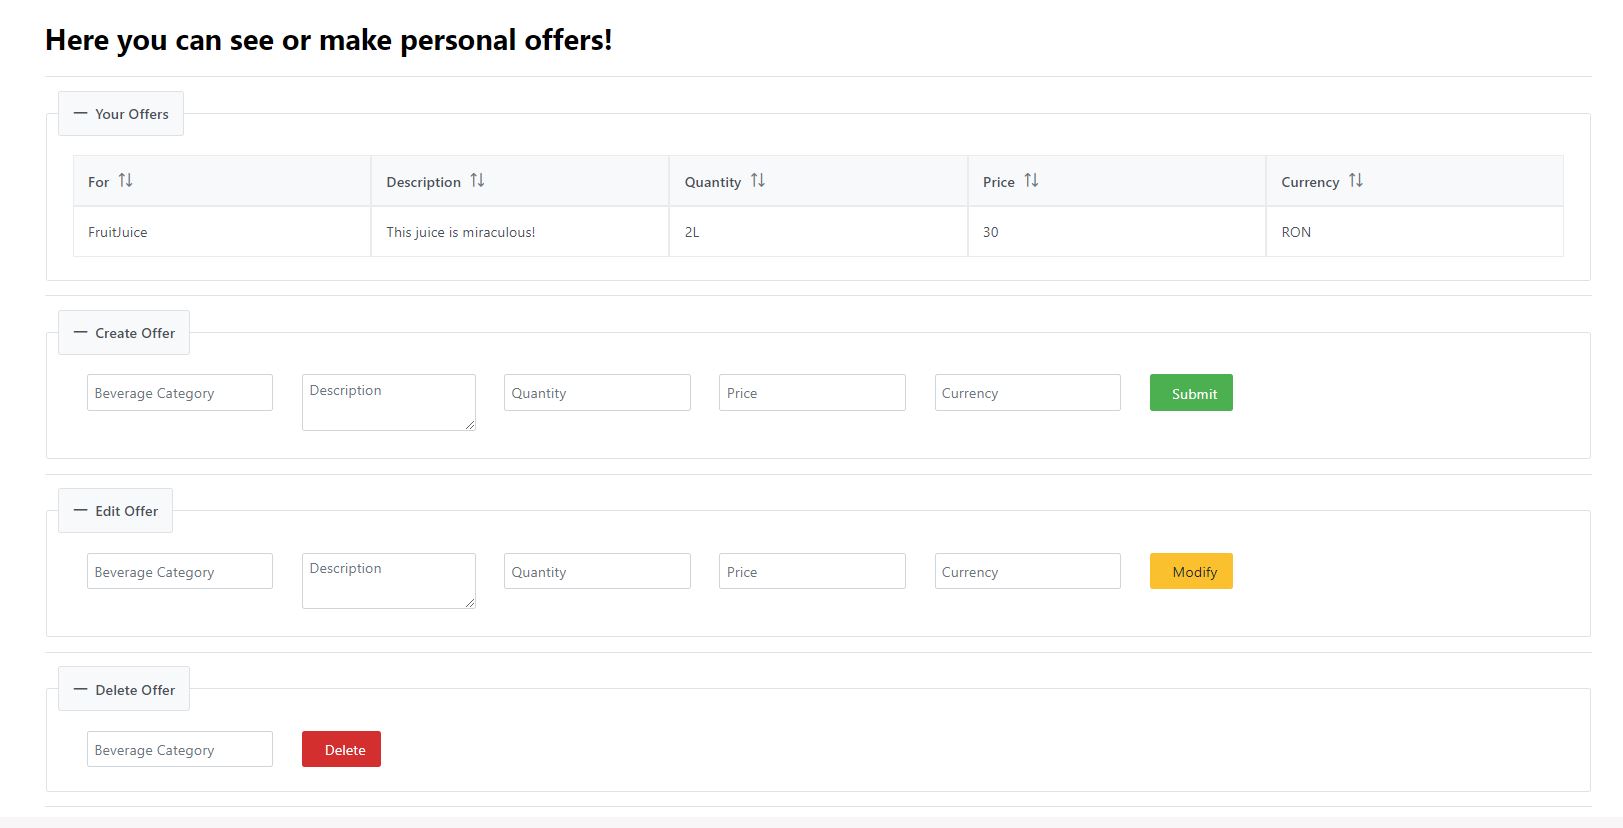 Here you can see or make personal offers!
Your Offers
For Description Quantity Price Currency
FruitJuice This juice is miraculous! 2L 30 RON
Create Offer
Beverage Category Description Quantity Price Currency Submit
Edit Offer
Beverage Category Description Quantity Price Currency Modify
Delete Offer
Beverage Category Delete